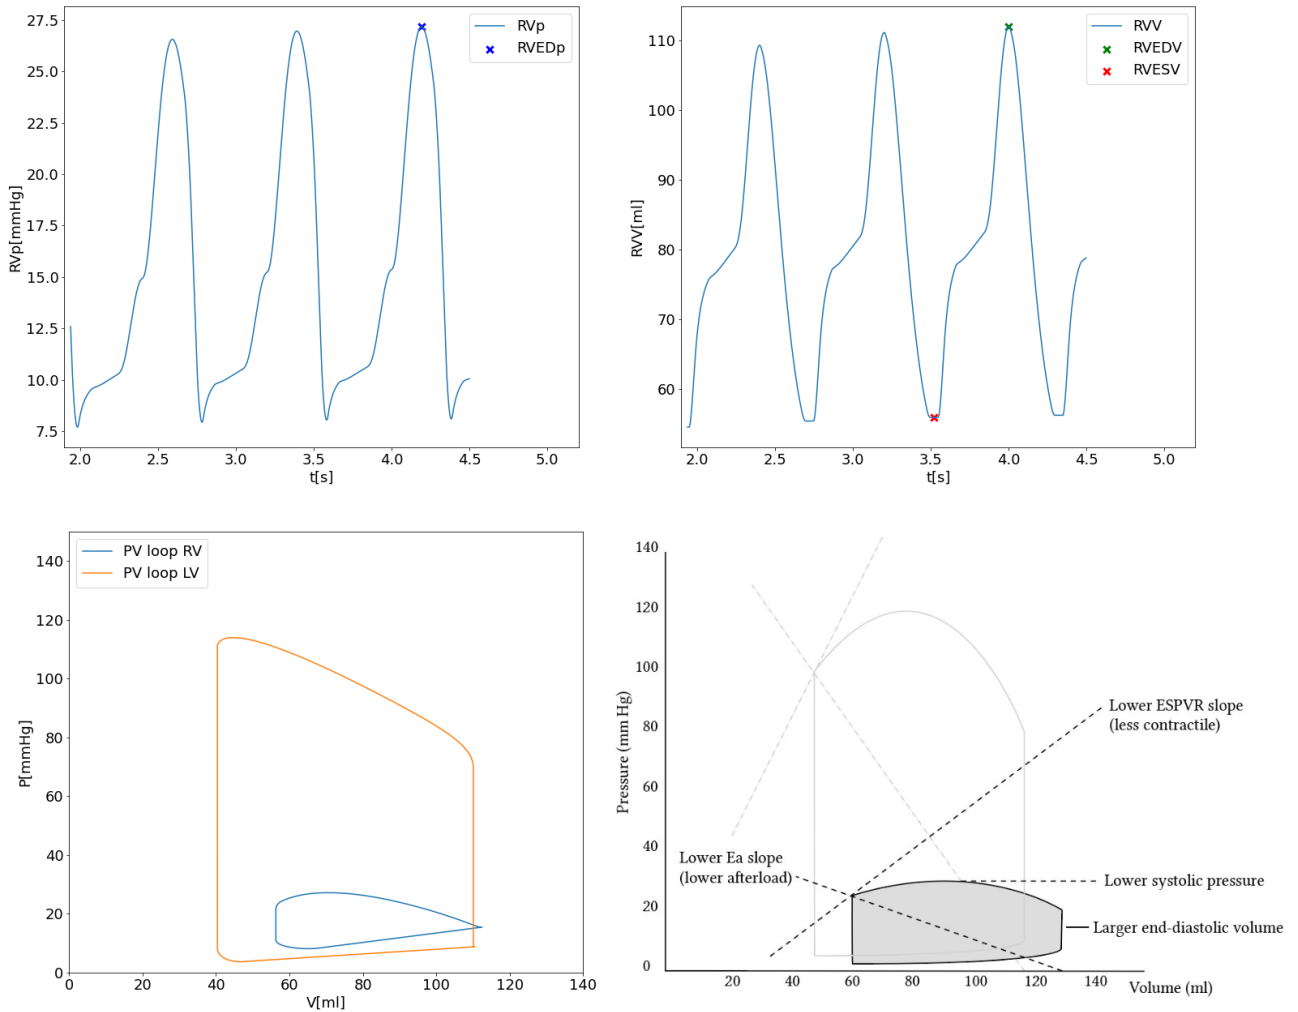 27.5
25.0
22.5
20.0
17.5
15.0
12.5
10.0
7.5
RVp[mmHg]
RVp
RVEDp
2.0 2.5 3.0 3.5 4.0 4.5 5.0
t[s]
110
100
90
80
70
60
RVV[ml]
RVV
RVEDV
RVESV
2.0 2.5 3.0 3.5 4.0 4.5 5.0
t[s]
140
120
100
80
60
40
20
0
P[mmHg]
PV loop RV
PV loop LV
0 20 40 60 80 100 120 140
V[ml]
140
120
100
80
60
40
20
0
Pressure (mm Hg)
Lower ESPVR slope
(less contractile)
Lower Ea slope
(lower afterload)
Lower systolic pressure
Larger end-diastolic volume
20 40 60 80 100 120 140
Volume (ml)